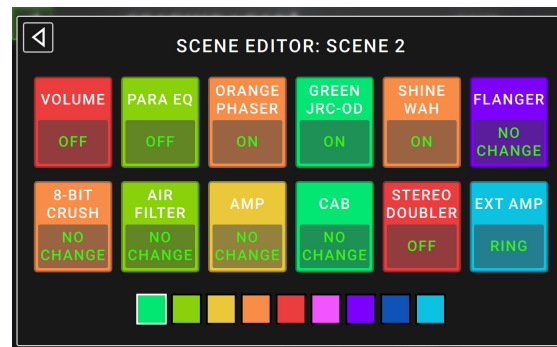 SCENE EDITOR: SCENE 2
VOLUME
OFF
PARA EQ
OFF
ORANGE
PHASER
ON
GREEN
JRC-OD
ON
SHINE
WAH
ON
FLANGER
NO
CHANGE
8-BIT
CRUSH
NO
CHANGE
AIR
FILTER
NO
CHANGE
AMP
NO
CHANGE
CAB
NO
CHANGE
STEREO
DOUBLER
OFF
EXT AMP
RING